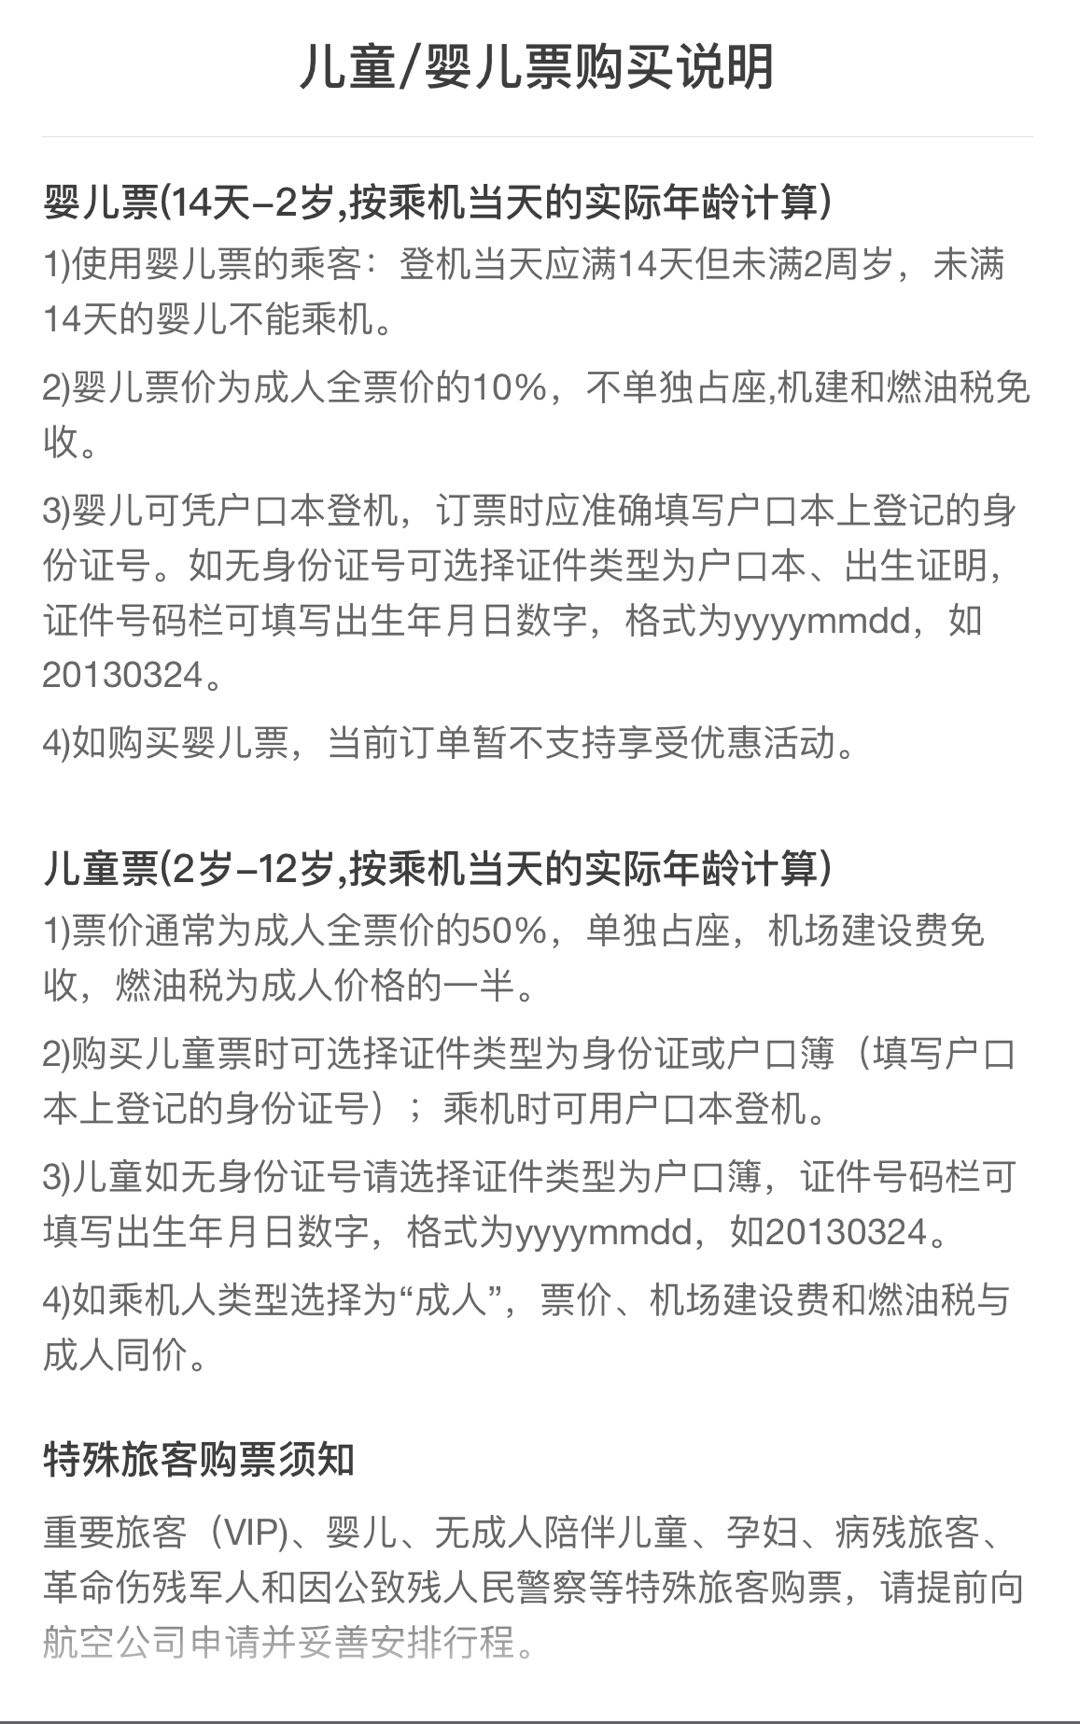 儿童/婴儿票购买说明
婴儿票(14天-2岁,按乘机当天的实际年龄计算)
1)使用婴儿票的乘客：登机当天应满14天但未满2周岁，未满
14天的婴儿不能乘机。
2)婴儿票价为成人全票价的10%，不单独占座,机建和燃油税免
收。
3)婴儿可凭户口本登机，订票时应准确填写户口本上登记的身
份证号。如无身份证号可选择证件类型为户口本、出生证明，
证件号码栏可填写出生年月日数字，格式为yyyymmdd，如
20130324。
4)如购买婴儿票，当前订单暂不支持享受优惠活动。
儿童票(2岁-12岁,按乘机当天的实际年龄计算)
1)票价通常为成人全票价的50%，单独占座，机场建设费免
收，燃油税为成人价格的一半。
2)购买儿童票时可选择证件类型为身份证或户口簿（填写户口
本上登记的身份证号）；乘机时可用户口本登机。
3)儿童如无身份证号请选择证件类型为户口簿，证件号码栏可
填写出生年月日数字，格式为yyyymmdd，如20130324。
4)如乘机人类型选择为“成人”，票价、机场建设费和燃油税与
成人同价。
特殊旅客购票须知
重要旅客（VIP)、婴儿、无成人陪伴儿童、孕妇、病残旅客、
革命伤残军人和因公致残人民警察等特殊旅客购票，请提前向
航空公司申请并妥善安排行程。